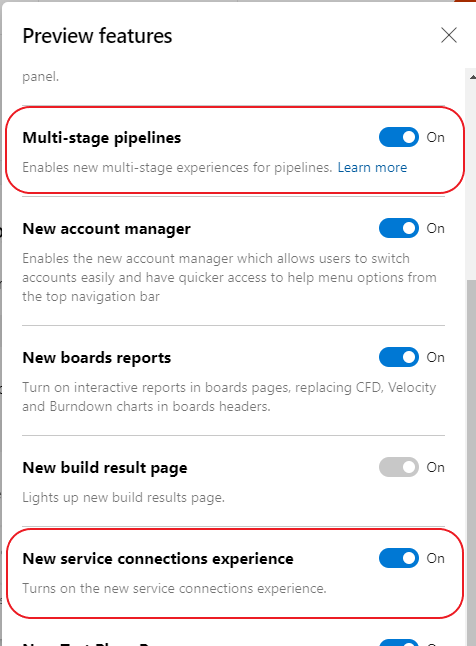 Preview features
panel.
Multi-stage pipelines On
Enables new multi-stage experiences for pipelines. Learn more
New account manager On
Enables the new account manager which allows users to switch
accounts easily and have quicker access to help menu options from
the top navigation bar
New boards reports On
Turn on interactive reports in boards pages, replacing CFD, Velocity
and Burndown charts in boards headers.
New build result page On
Lights up new build results page.
New service connections experience On
Turns on the new service connections experience.